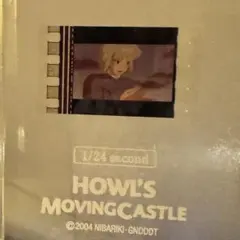 1/24 second
HOWL'S
MOVING CASTLE
©2004 NIBARIKI·GNDDDT